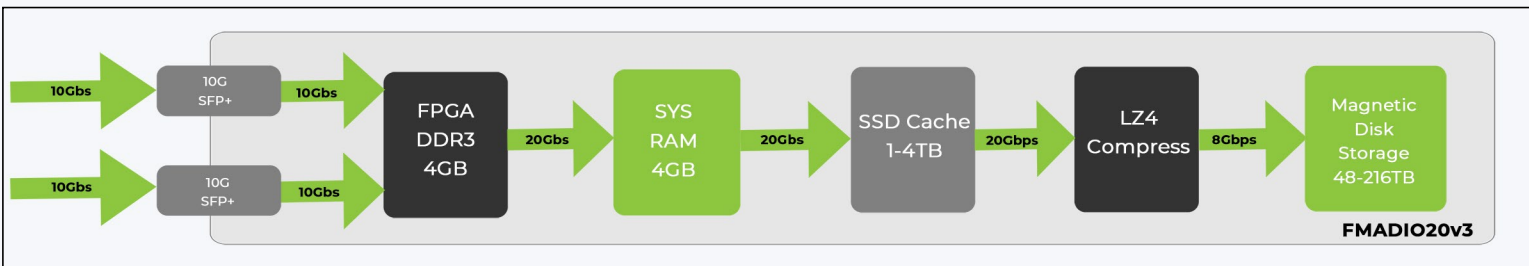 10Gbs
10G
SFP+
10Gbs
10Gbs
10G
SFP+
10Gbs
FPGA
DDR3
4GB
20Gbs
SYS
RAM
4GB
20Gbs
SSD Cache
1-4TB
20Gbps
LZ4
Compress
8Gbps
Magnetic
Disk
Storage
48-216TB
FMADIO20v3